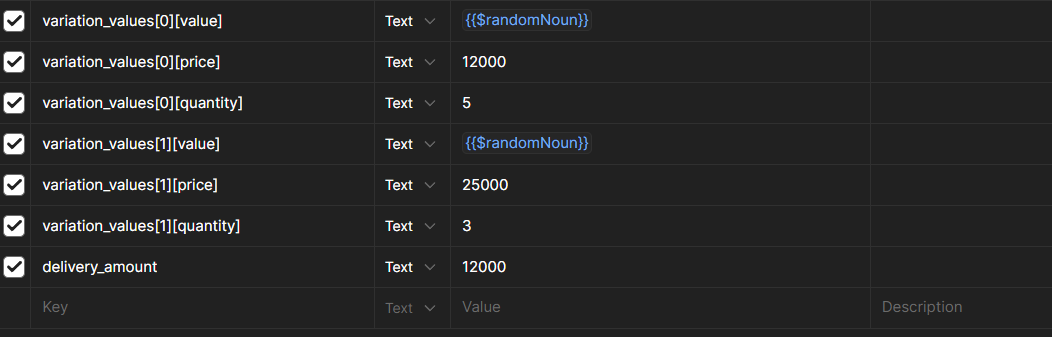 variation_values[0][value] Text {{$randomNoun}}
variation_values[0][price] Text 12000
variation_values[0][quantity] Text 5
variation_values[1][value] Text {{$randomNoun}}
variation_values[1][price] Text 25000
variation_values[1][quantity] Text 3
delivery_amount Text 12000
Key Text Value Description